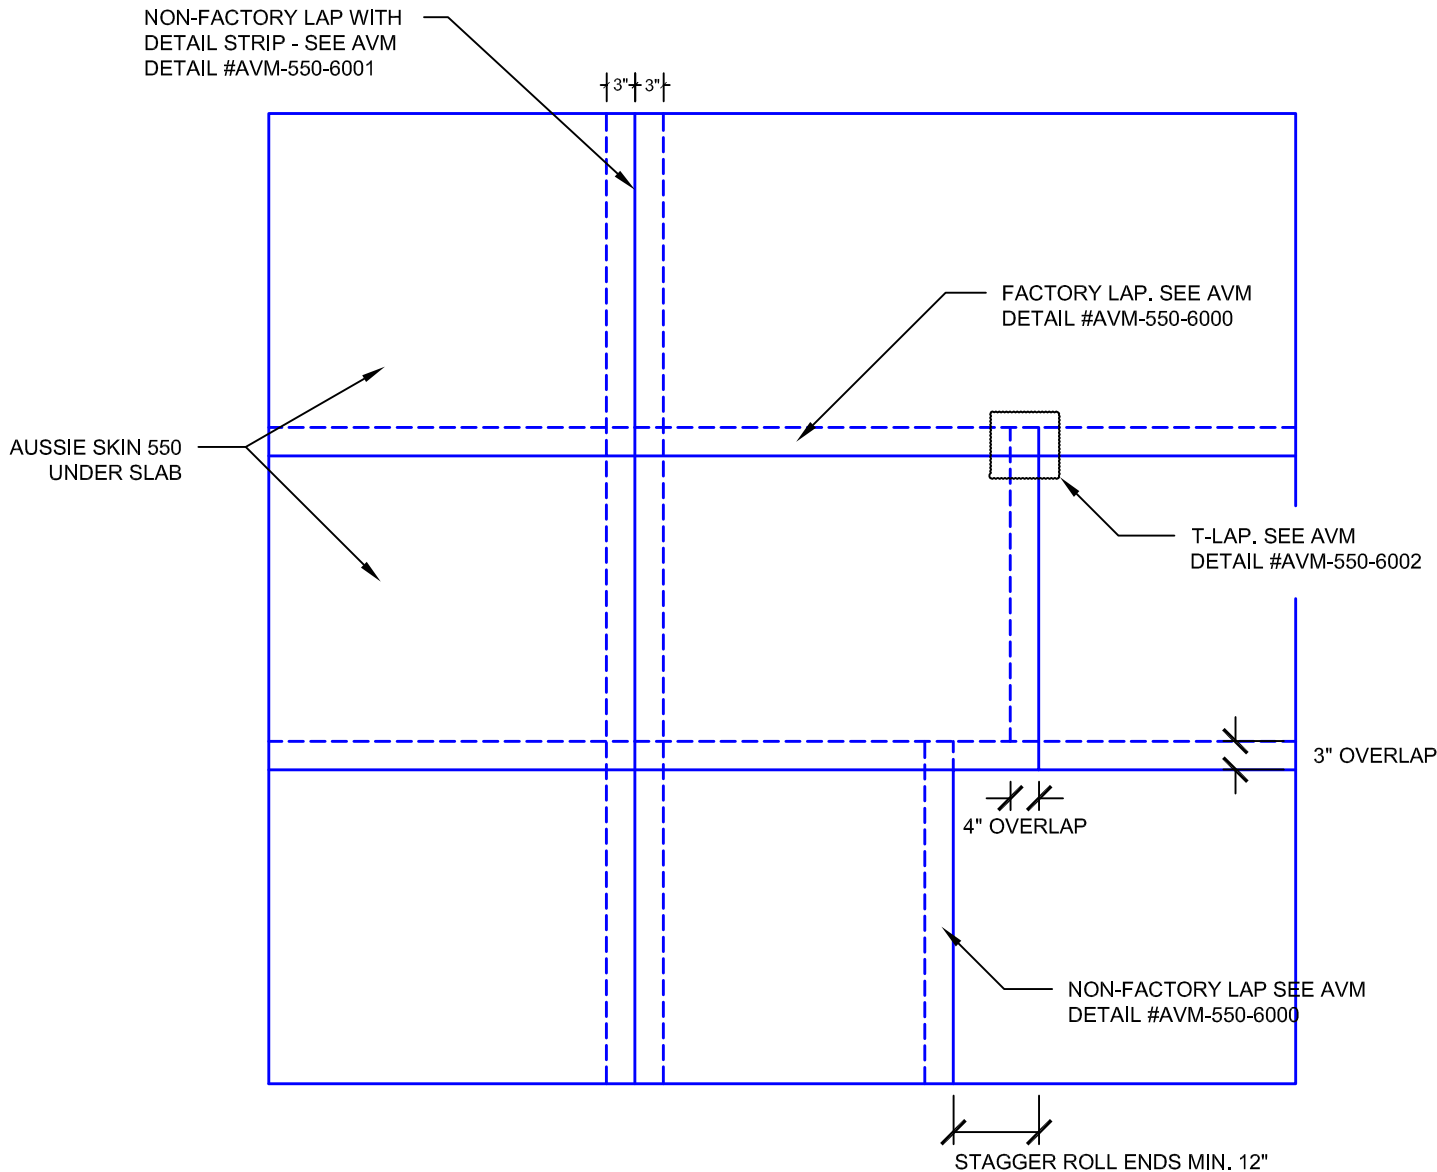 NON-FACTORY LAP WITH
DETAIL STRIP - SEE AVM
DETAIL #AVM-550-6001
3" 3"
FACTORY LAP. SEE AVM
DETAIL #AVM-550-6000
AUSSIE SKIN 550
UNDER SLAB
T-LAP. SEE AVM
DETAIL #AVM-550-6002
3" OVERLAP
4" OVERLAP
NON-FACTORY LAP SEE AVM
DETAIL #AVM-550-6000
STAGGER ROLL ENDS MIN. 12"